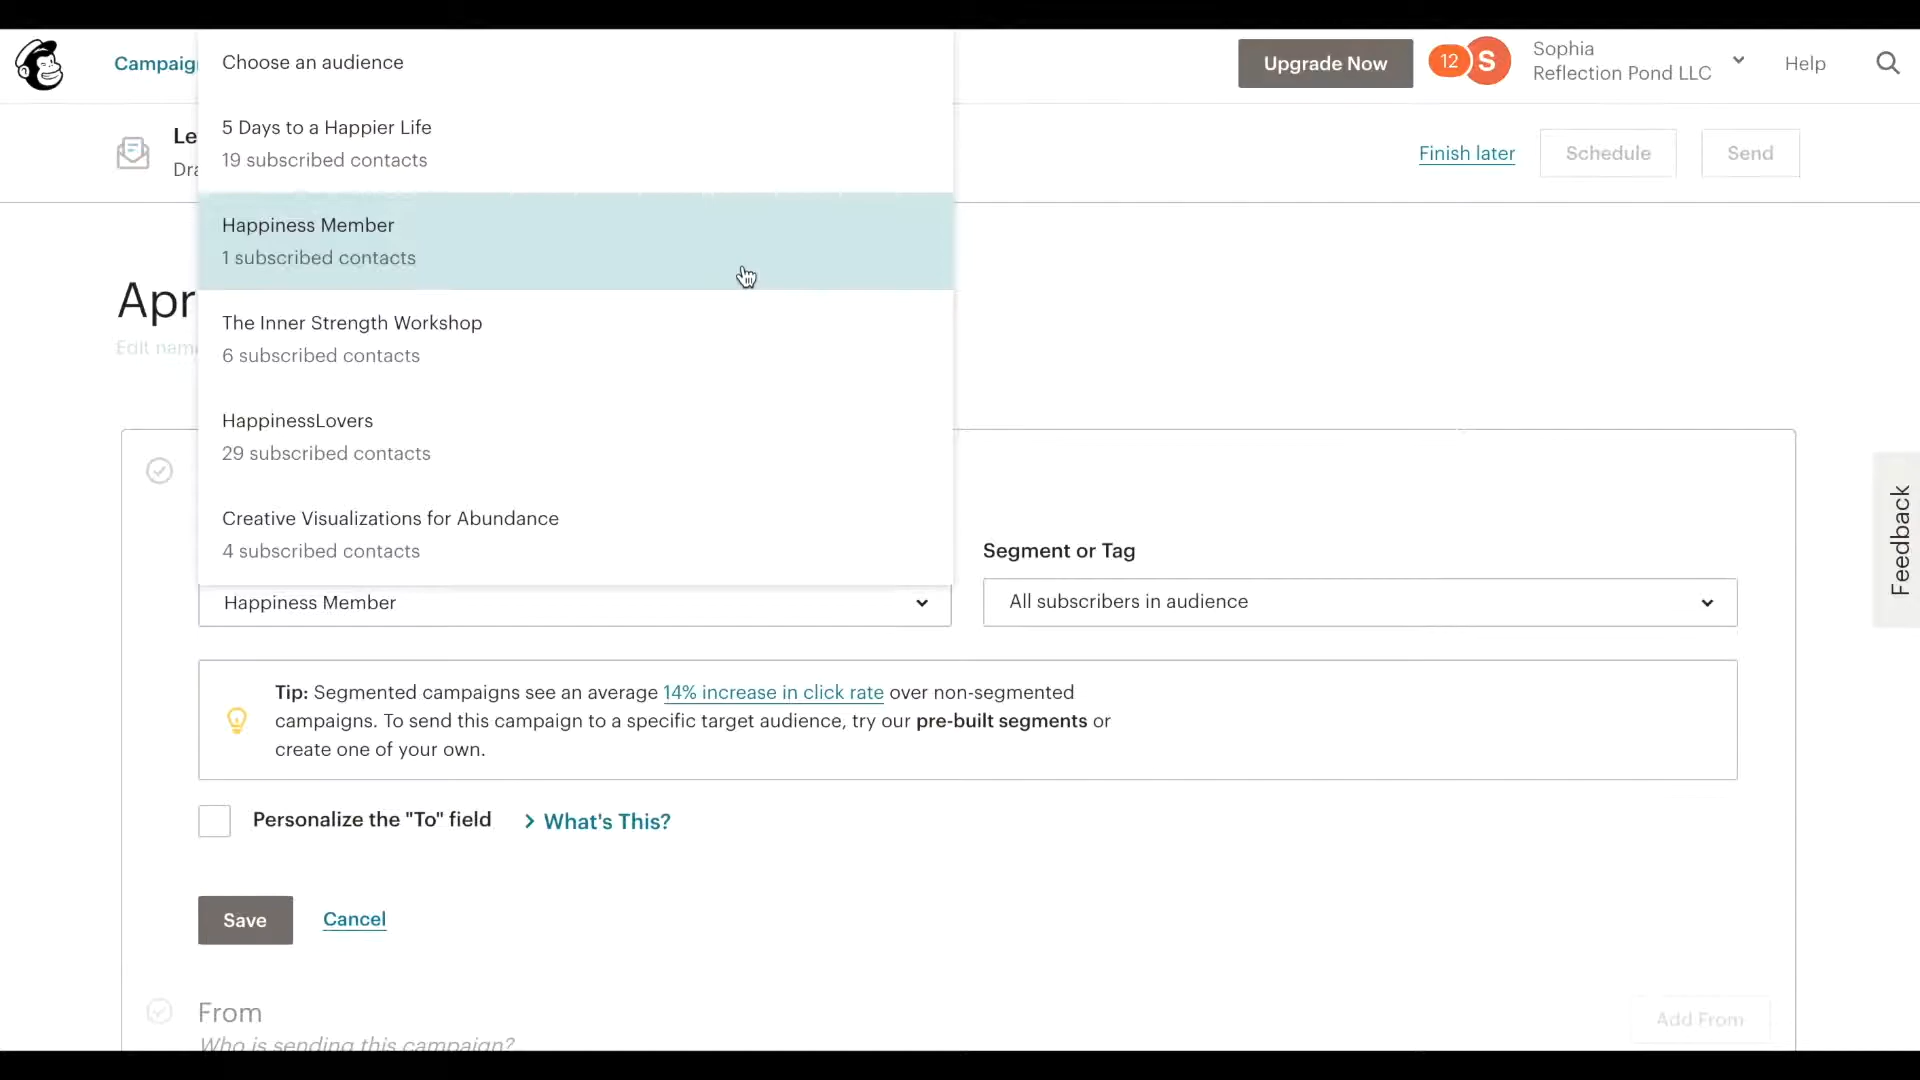 Campaig
Choose an audience
Upgrade Now
12
S
Sophia
Reflection Pond LLC
Help
5 Days to a Happier Life
19 subscribed contacts
Le
Dra
Finish later
Schedule
Send
Happiness Member
1 subscribed contacts
Apr
Edit name
The Inner Strength Workshop
6 subscribed contacts
HappinessLovers
29 subscribed contacts
Creative Visualizations for Abundance
4 subscribed contacts
Segment or Tag
Happiness Member
All subscribers in audience
Feedback
Tip: Segmented campaigns see an average 14% increase in click rate over non-segmented
campaigns. To send this campaign to a specific target audience, try our pre-built segments or
create one of your own.
Personalize the "To" field
What's This?
Save
Cancel
From
Add From
Who is sending this campaign?